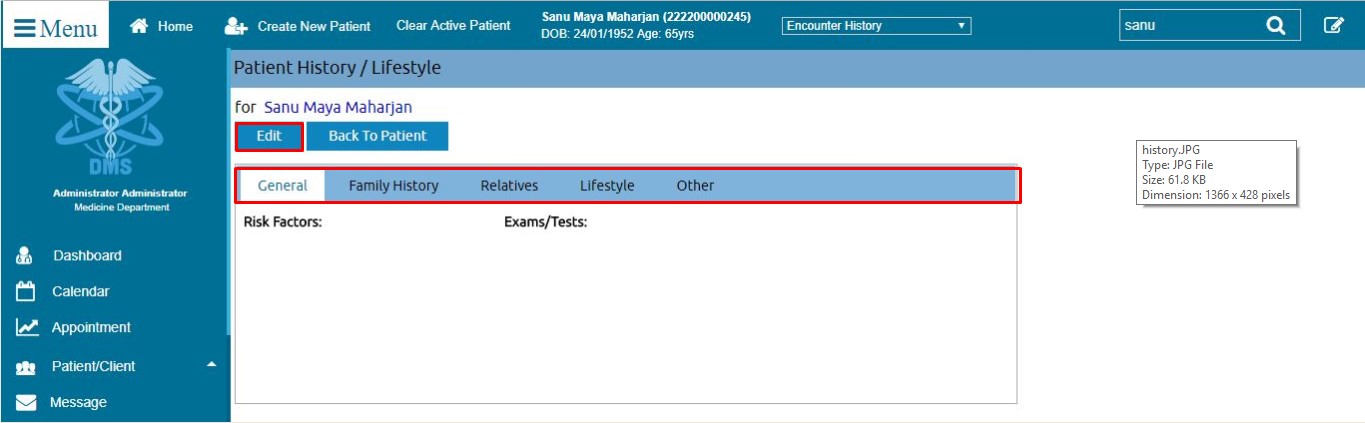 Menu
Home
Create New Patient
Clear Active Patient
Sanu Maya Maharjan (222200000245)
DOB: 24/01/1952 Age: 65yrs
Encounter History
sanu
DMS
Administrator Administrator
Medicine Department
Dashboard
Calendar
Appointment
Patient/Client
Message
Patient History / Lifestyle
for Sanu Maya Maharjan
Edit
Back To Patient
General
Family History
Relatives
Lifestyle
Other
Risk Factors:
Exams/Tests:
history.JPG
Type: JPG File
Size: 61.8 KB
Dimension: 1366 x 428 pixels